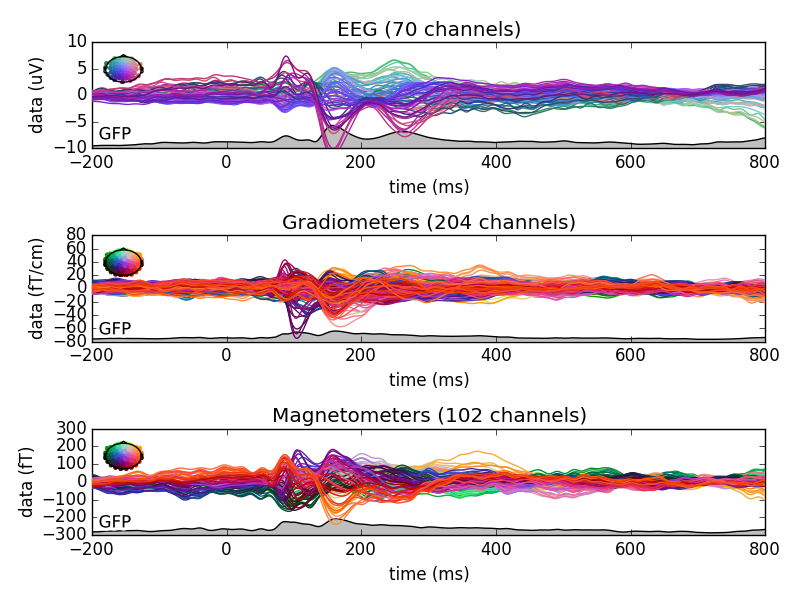 EEG (70 channels)
data (uV)
10
5
0
−5
−10
GFP
−200 0 200 400 600 800
time (ms)
Gradiometers (204 channels)
data (fT/cm)
80
60
40
20
0
−20
−40
−60
−80
GFP
−200 0 200 400 600 800
time (ms)
Magnetometers (102 channels)
data (fT)
300
200
100
0
−100
−200
−300
GFP
−200 0 200 400 600 800
time (ms)